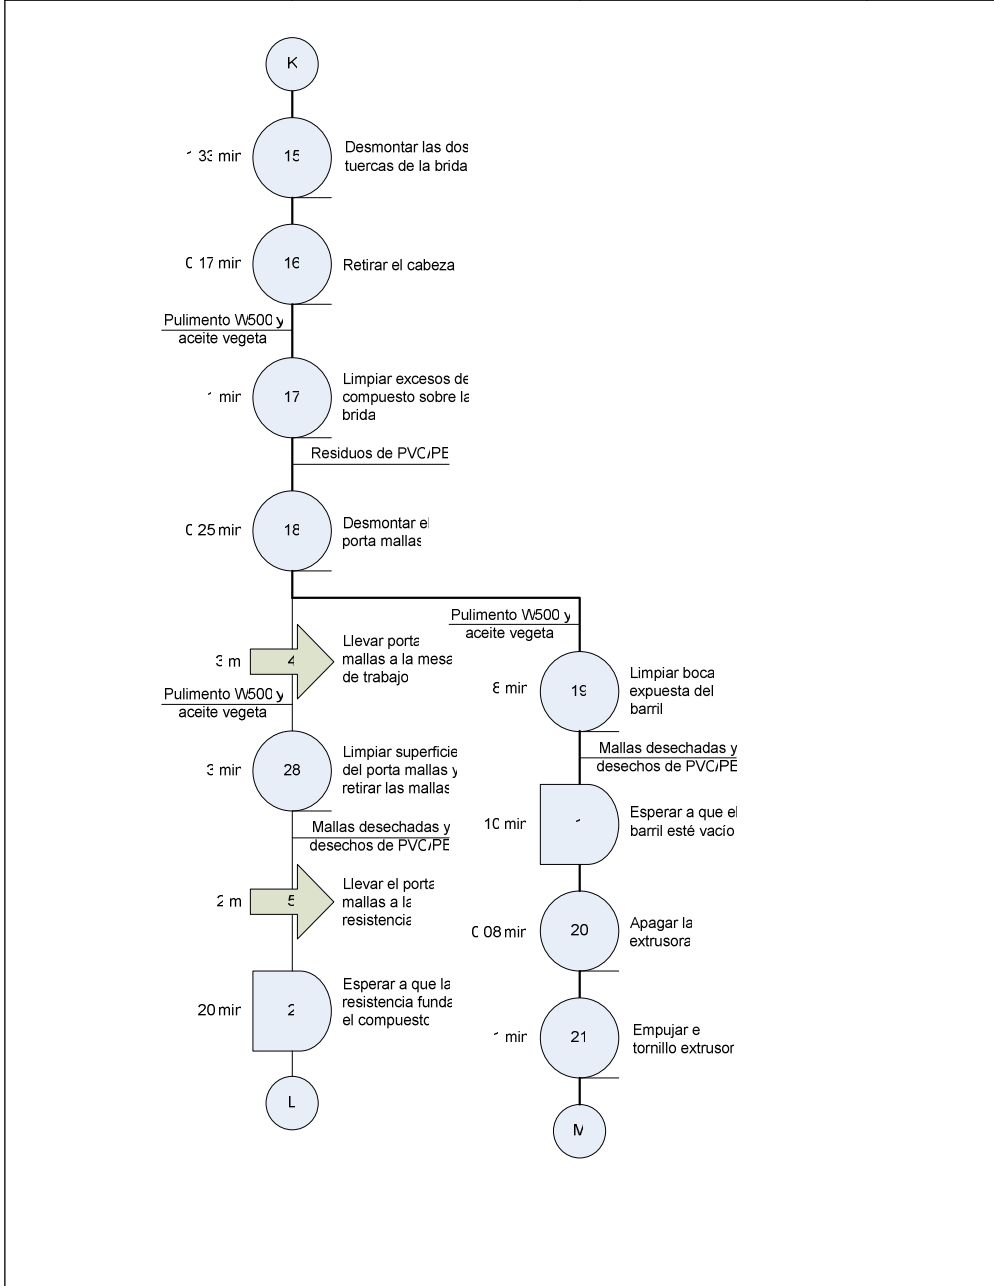 K
33 min
15
Desmontar las dos
tuercas de la brida
0 17 min
16
Retirar el cabeza
Pulimento W500 y
aceite vegeta
17
min
Limpiar excesos de
compuesto sobre la
brida
Residuos de PVC/PE
0 25 min
18
Desmontar el
porta mallas
3 m
4
Llevar porta
mallas a la mesa
de trabajo
Pulimento W500 y
aceite vegeta
3 min
28
Limpiar superficie
del porta mallas y
retirar las mallas
Mallas desechadas y
desechos de PVC/PE
2 m
5
Llevar el porta
mallas a la
resistencia
20 min
2
Esperar a que la
resistencia funda
el compuesto
L
Pulimento W500 y
aceite vegeta
8 min
19
Limpiar boca
expuesta del
barril
Mallas desechadas y
desechos de PVC/PE
10 min
Esperar a que el
barril esté vacío
0 08 min
20
Apagar la
extrusora
min
21
Empujar e
tornillo extrusor
M